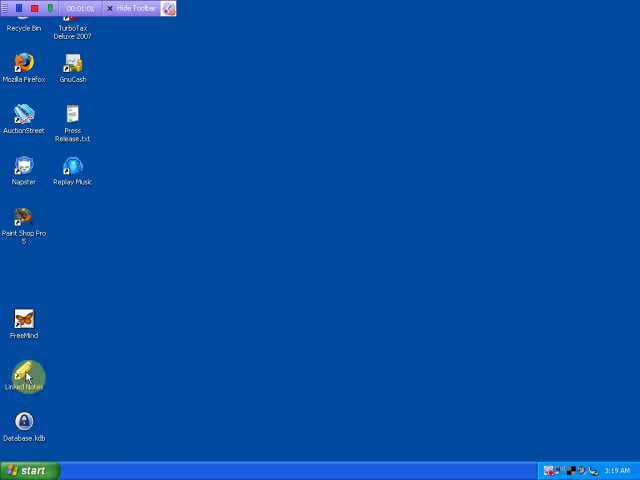 00:01:01 Hide Toolbar
Recycle Bin
TurboTax
Deluxe 2007
Mozilla Firefox
GnuCash
AuctionStreet
Press
Release.txt
Napster
Replay Music
Paint Shop Pro
5
FreeMind
Linked Notes
Database.kdb
start
3:19 AM